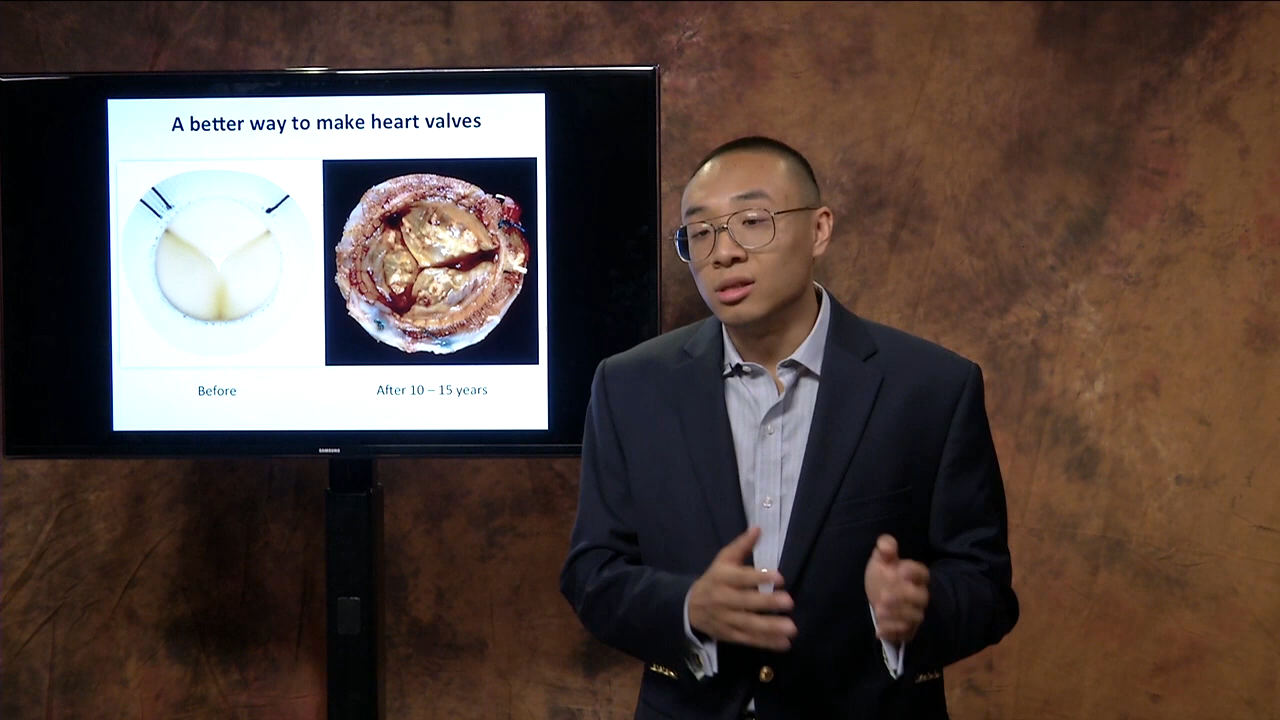 A better way to make heart valves
Before
After 10 – 15 years
SAMSUNG